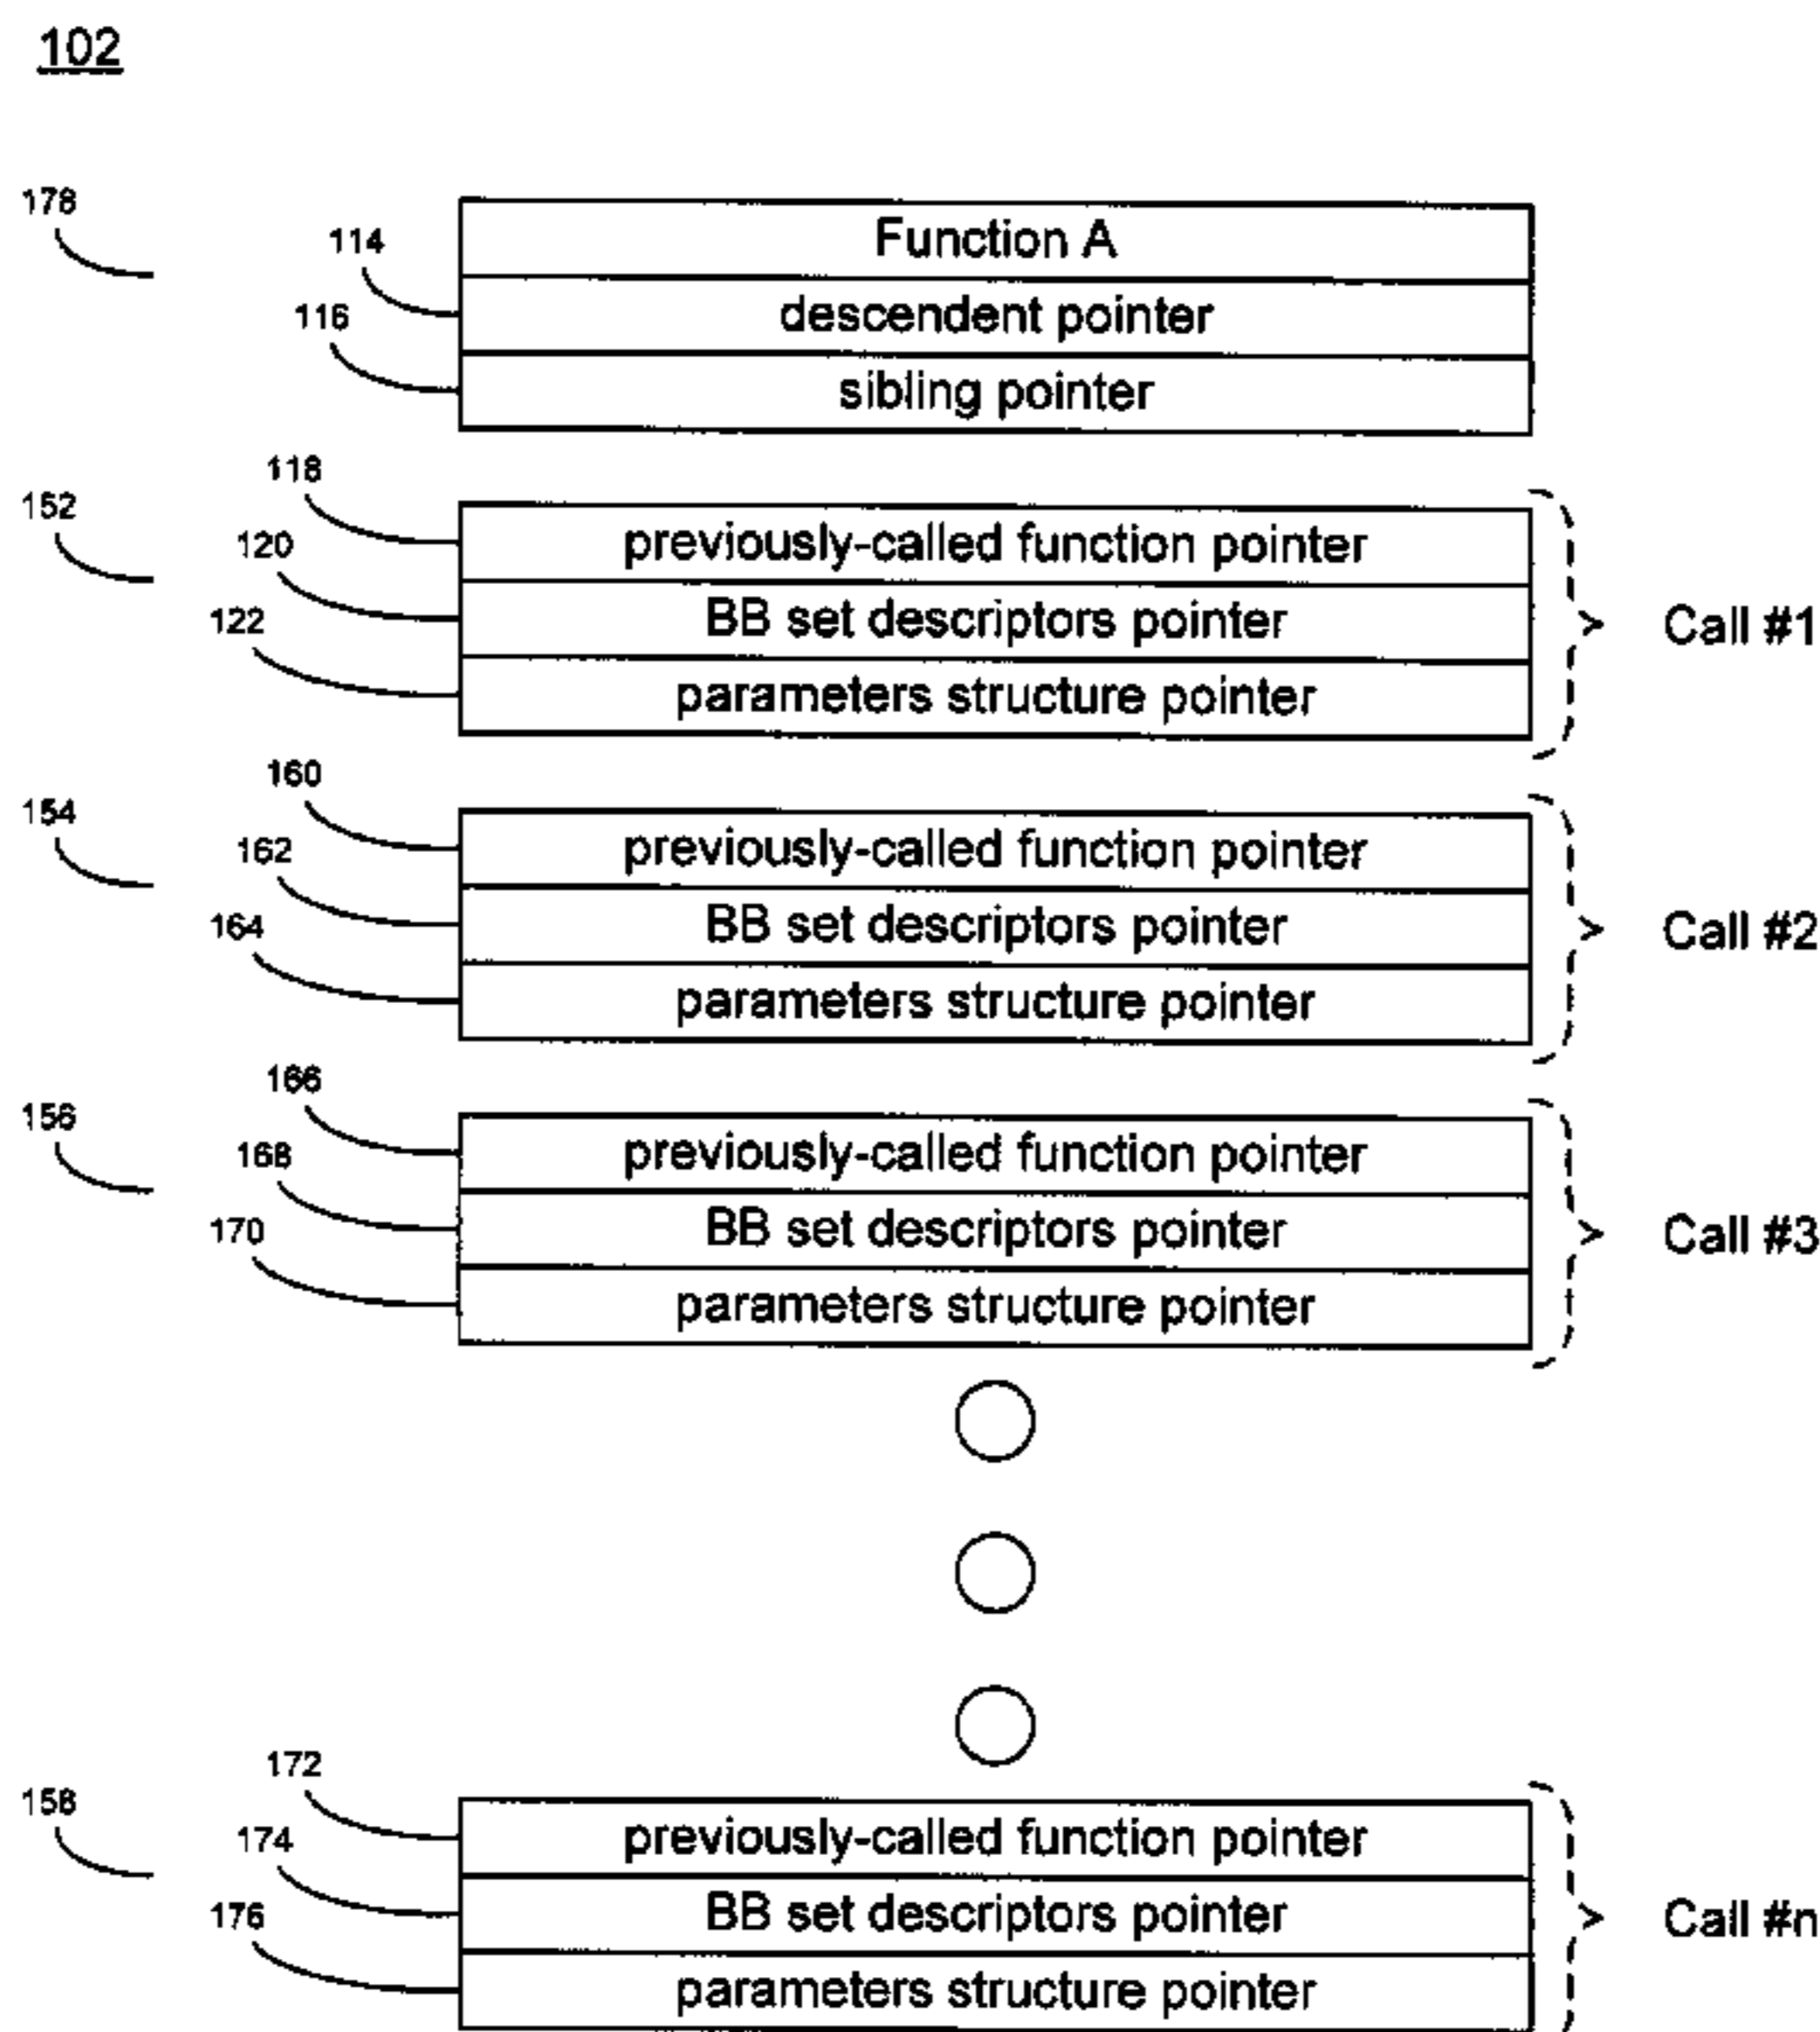 102
178
Function A
114
descendent pointer
116
sibling pointer
118
152
previously-called function pointer
120
BB set descriptors pointer
Call #1
122
parameters structure pointer
160
154
previously-called function pointer
162
BB set descriptors pointer
Call #2
164
parameters structure pointer
166
156
previously-called function pointer
168
BB set descriptors pointer
Call #3
170
parameters structure pointer
172
158
previously-called function pointer
174
BB set descriptors pointer
Call #n
176
parameters structure pointer